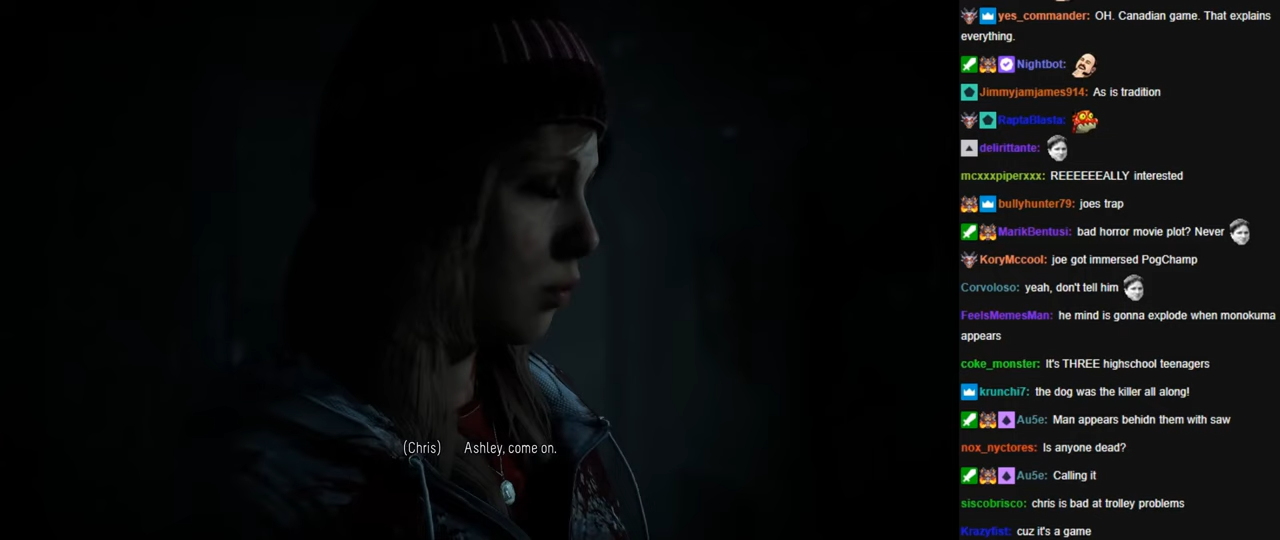 yes_commander: OH. Canadian game. That explains
everything.
Nightbot:
Jimmyjamjames914: As is tradition
RaptaBlasta:
delirittante:
mcxxxpiperxxx: REEEEEEALLY interested
bullyhunter79: joes trap
MarikBentusi: bad horror movie plot? Never
KoryMccool: joe got immersed PogChamp
Corvoloso: yeah, don't tell him
FeelsMemesMan: he mind is gonna explode when monokuma
appears
coke_monster: It's THREE highschool teenagers
krunchi7: the dog was the killer all along!
Au5e: Man appears behidn them with saw
nox_nyctores: Is anyone dead?
Au5e: Calling it
siscobrisco: chris is bad at trolley problems
Krazyfist: cuz it's a game
(Chris) Ashley, come on.